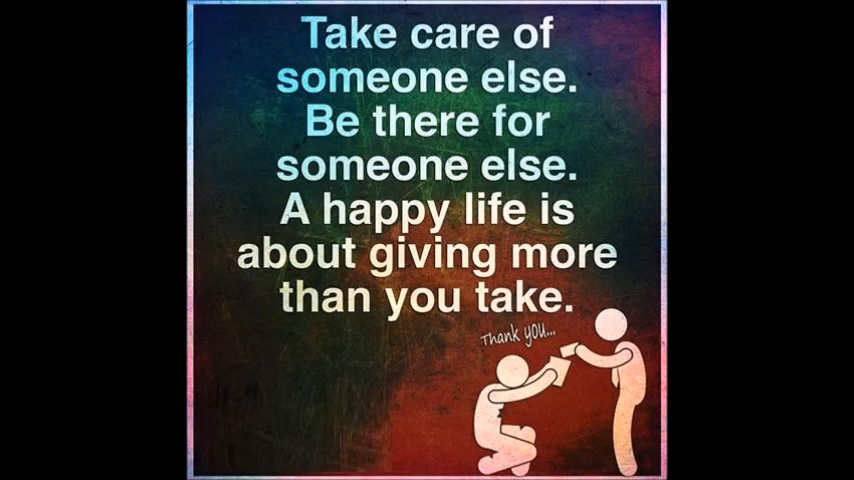 Take care of
someone else.
Be there for
someone else.
A happy life is
about giving more
than you take.
Thank you...